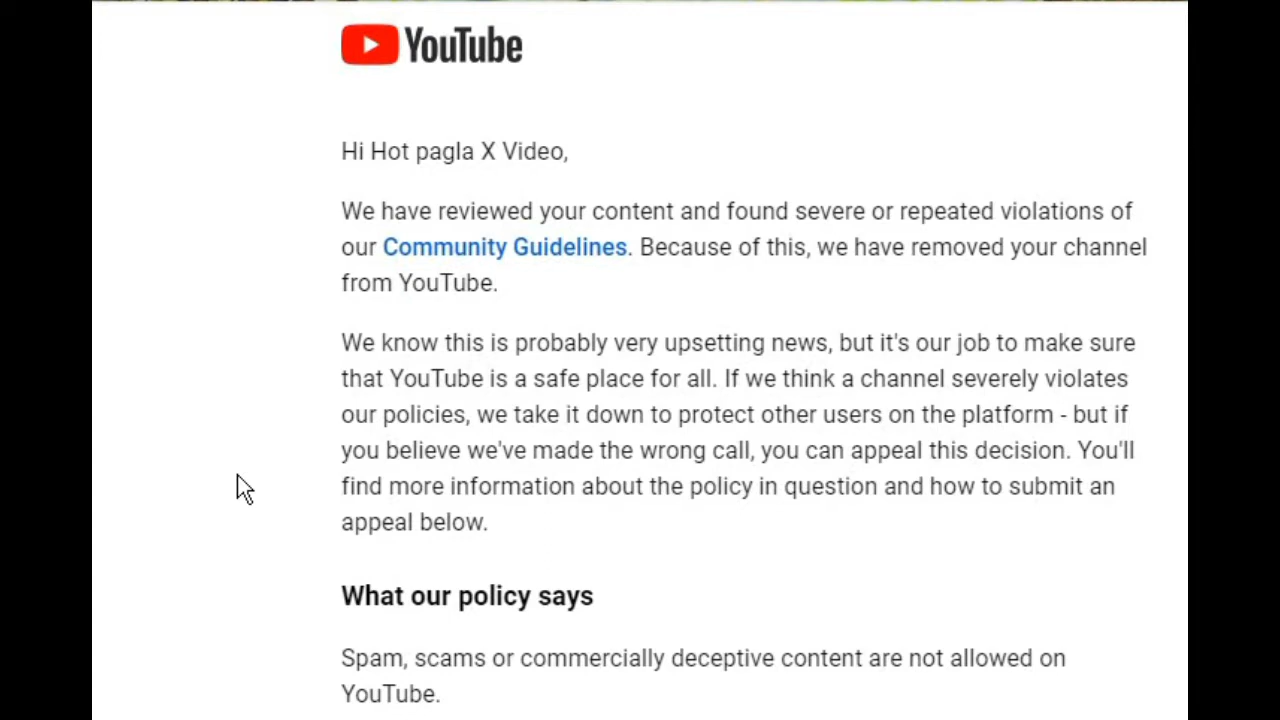 YouTube
Hi Hot pagla X Video,
We have reviewed your content and found severe or repeated violations of
our Community Guidelines. Because of this, we have removed your channel
from YouTube.
We know this is probably very upsetting news, but it's our job to make sure
that YouTube is a safe place for all. If we think a channel severely violates
our policies, we take it down to protect other users on the platform - but if
you believe we've made the wrong call, you can appeal this decision. You'll
find more information about the policy in question and how to submit an
appeal below.
What our policy says
Spam, scams or commercially deceptive content are not allowed on
YouTube.